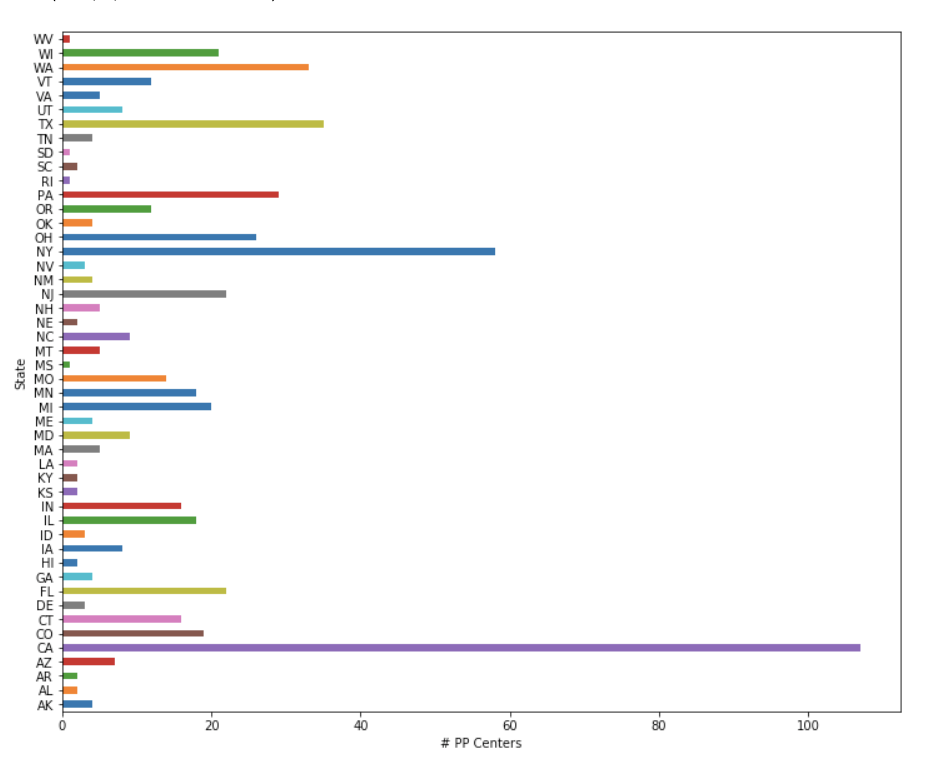 WV
WI
WA
VT
VA
UT
TX
TN
SD
SC
RI
PA
OR
OK
OH
NY
NV
NM
NJ
NH
NE
NC
MT
MS
MO
MN
MI
ME
MD
MA
LA
KY
KS
IN
IL
ID
IA
HI
GA
FL
DE
CT
CO
CA
AZ
AR
AL
AK
State
0 20 40 60 80 100
# PP Centers